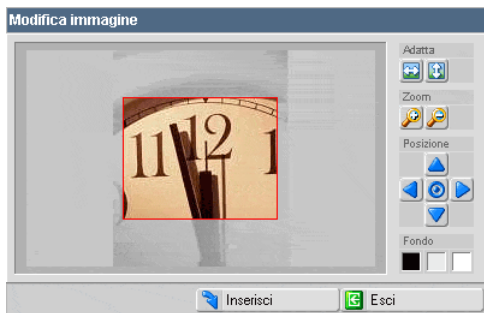 Modifica immagine
Adatta
Zoom
Posizione
Fondo
11 12 1
Inserisci
Esci